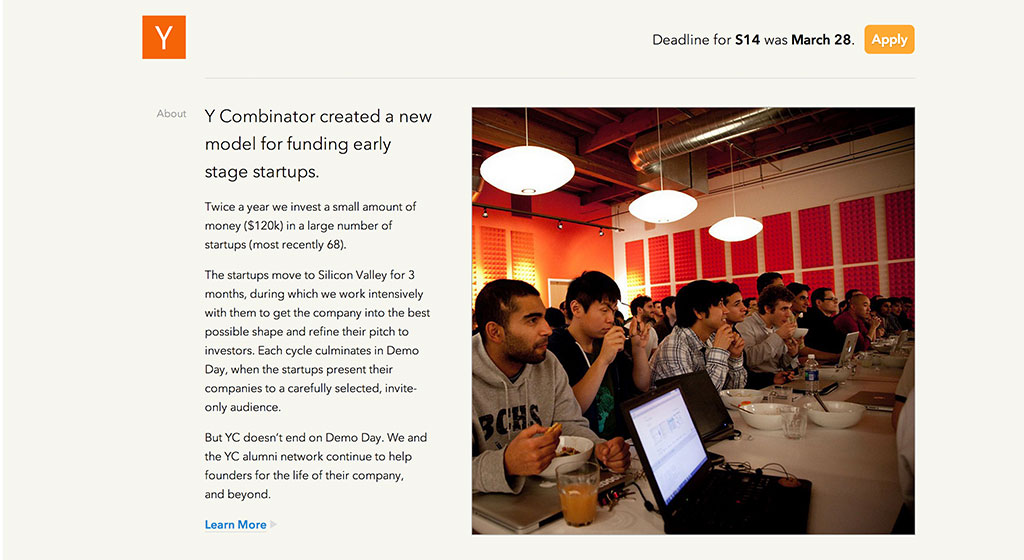 Y
Deadline for S14 was March 28. Apply
About
Y Combinator created a new
model for funding early
stage startups.
Twice a year we invest a small amount of
money ($120k) in a large number of
startups (most recently 68).
The startups move to Silicon Valley for 3
months, during which we work intensively
with them to get the company into the best
possible shape and refine their pitch to
investors. Each cycle culminates in Demo
Day, when the startups present their
companies to a carefully selected, invite-
only audience.
But YC doesn’t end on Demo Day. We and
the YC alumni network continue to help
founders for the life of their company,
and beyond.
Learn More
BCHS